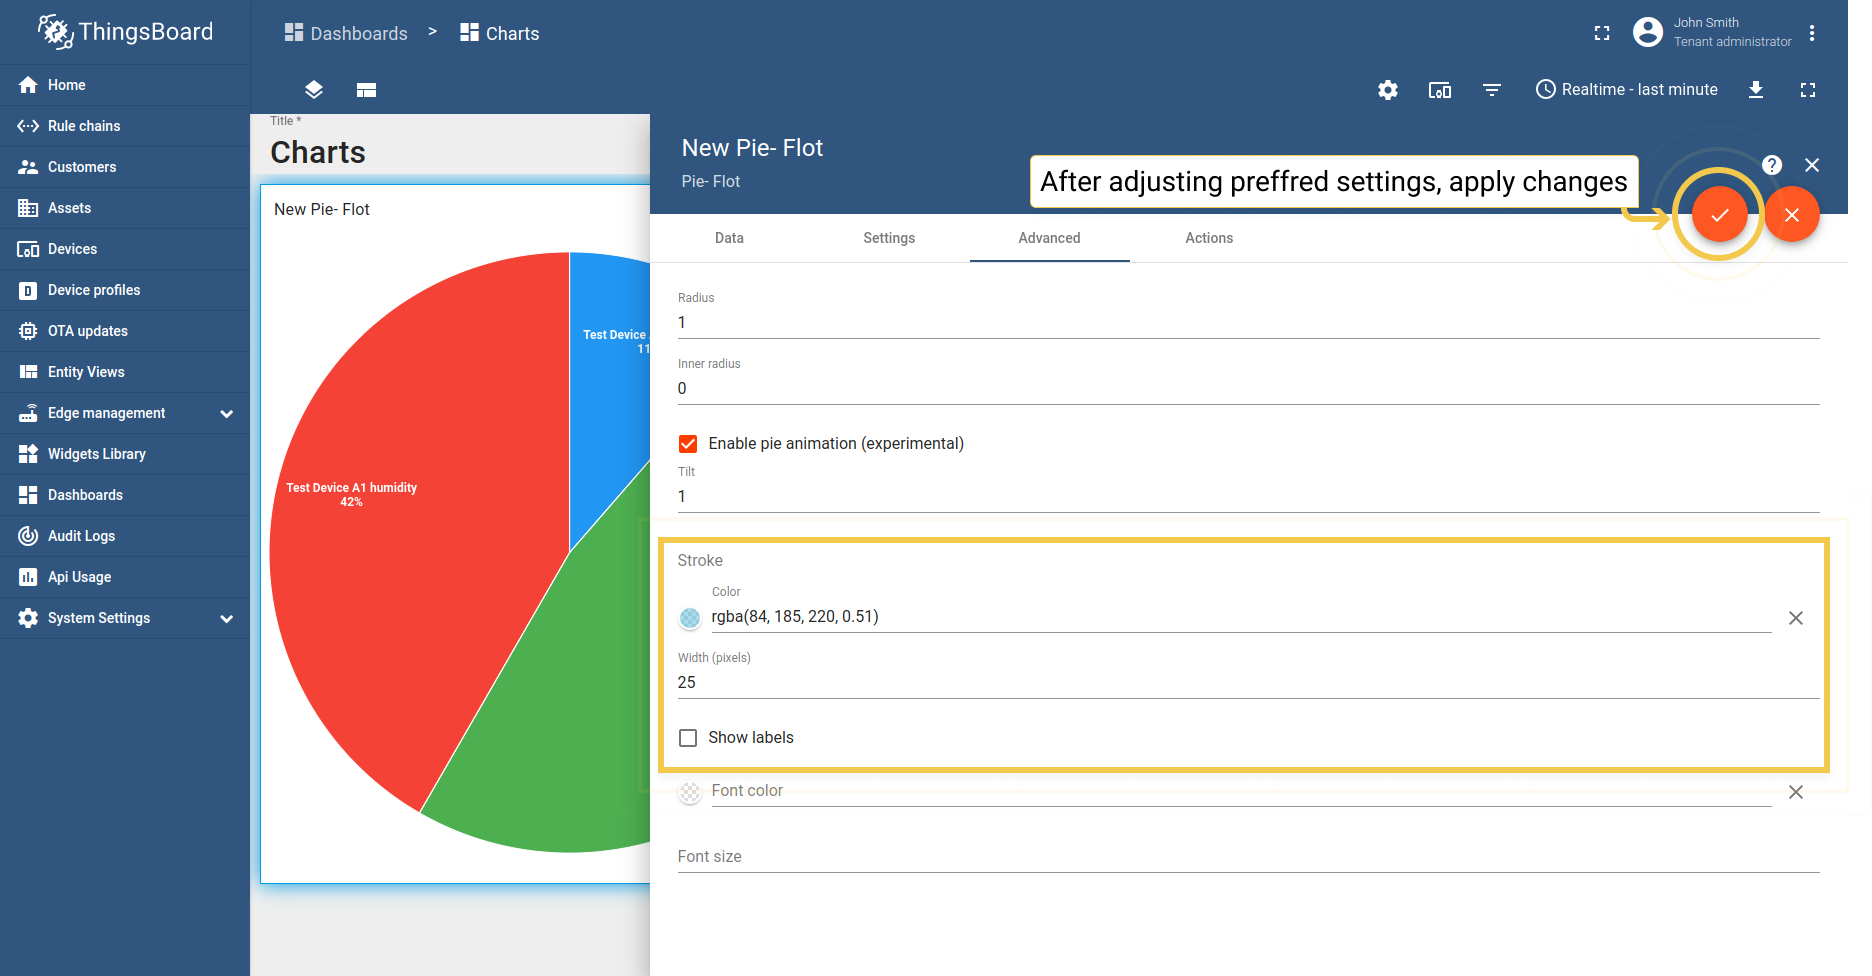 ThingsBoard
Dashboards > Charts
John Smith
Tenant administrator
Home
Rule chains
Customers
Assets
Devices
Device profiles
OTA updates
Entity Views
Edge management
Widgets Library
Dashboards
Audit Logs
Api Usage
System Settings
Realtime - last minute
Title *
Charts
New Pie- Flot
Test Device
11
Test Device A1 humidity
42%
New Pie- Flot
Pie- Flot
After adjusting preffred settings, apply changes
Data Settings Advanced Actions
Radius
1
Inner radius
0
Enable pie animation (experimental)
Tilt
1
Stroke
Color
rgba(84, 185, 220, 0.51)
Width (pixels)
25
Show labels
Font color
Font size